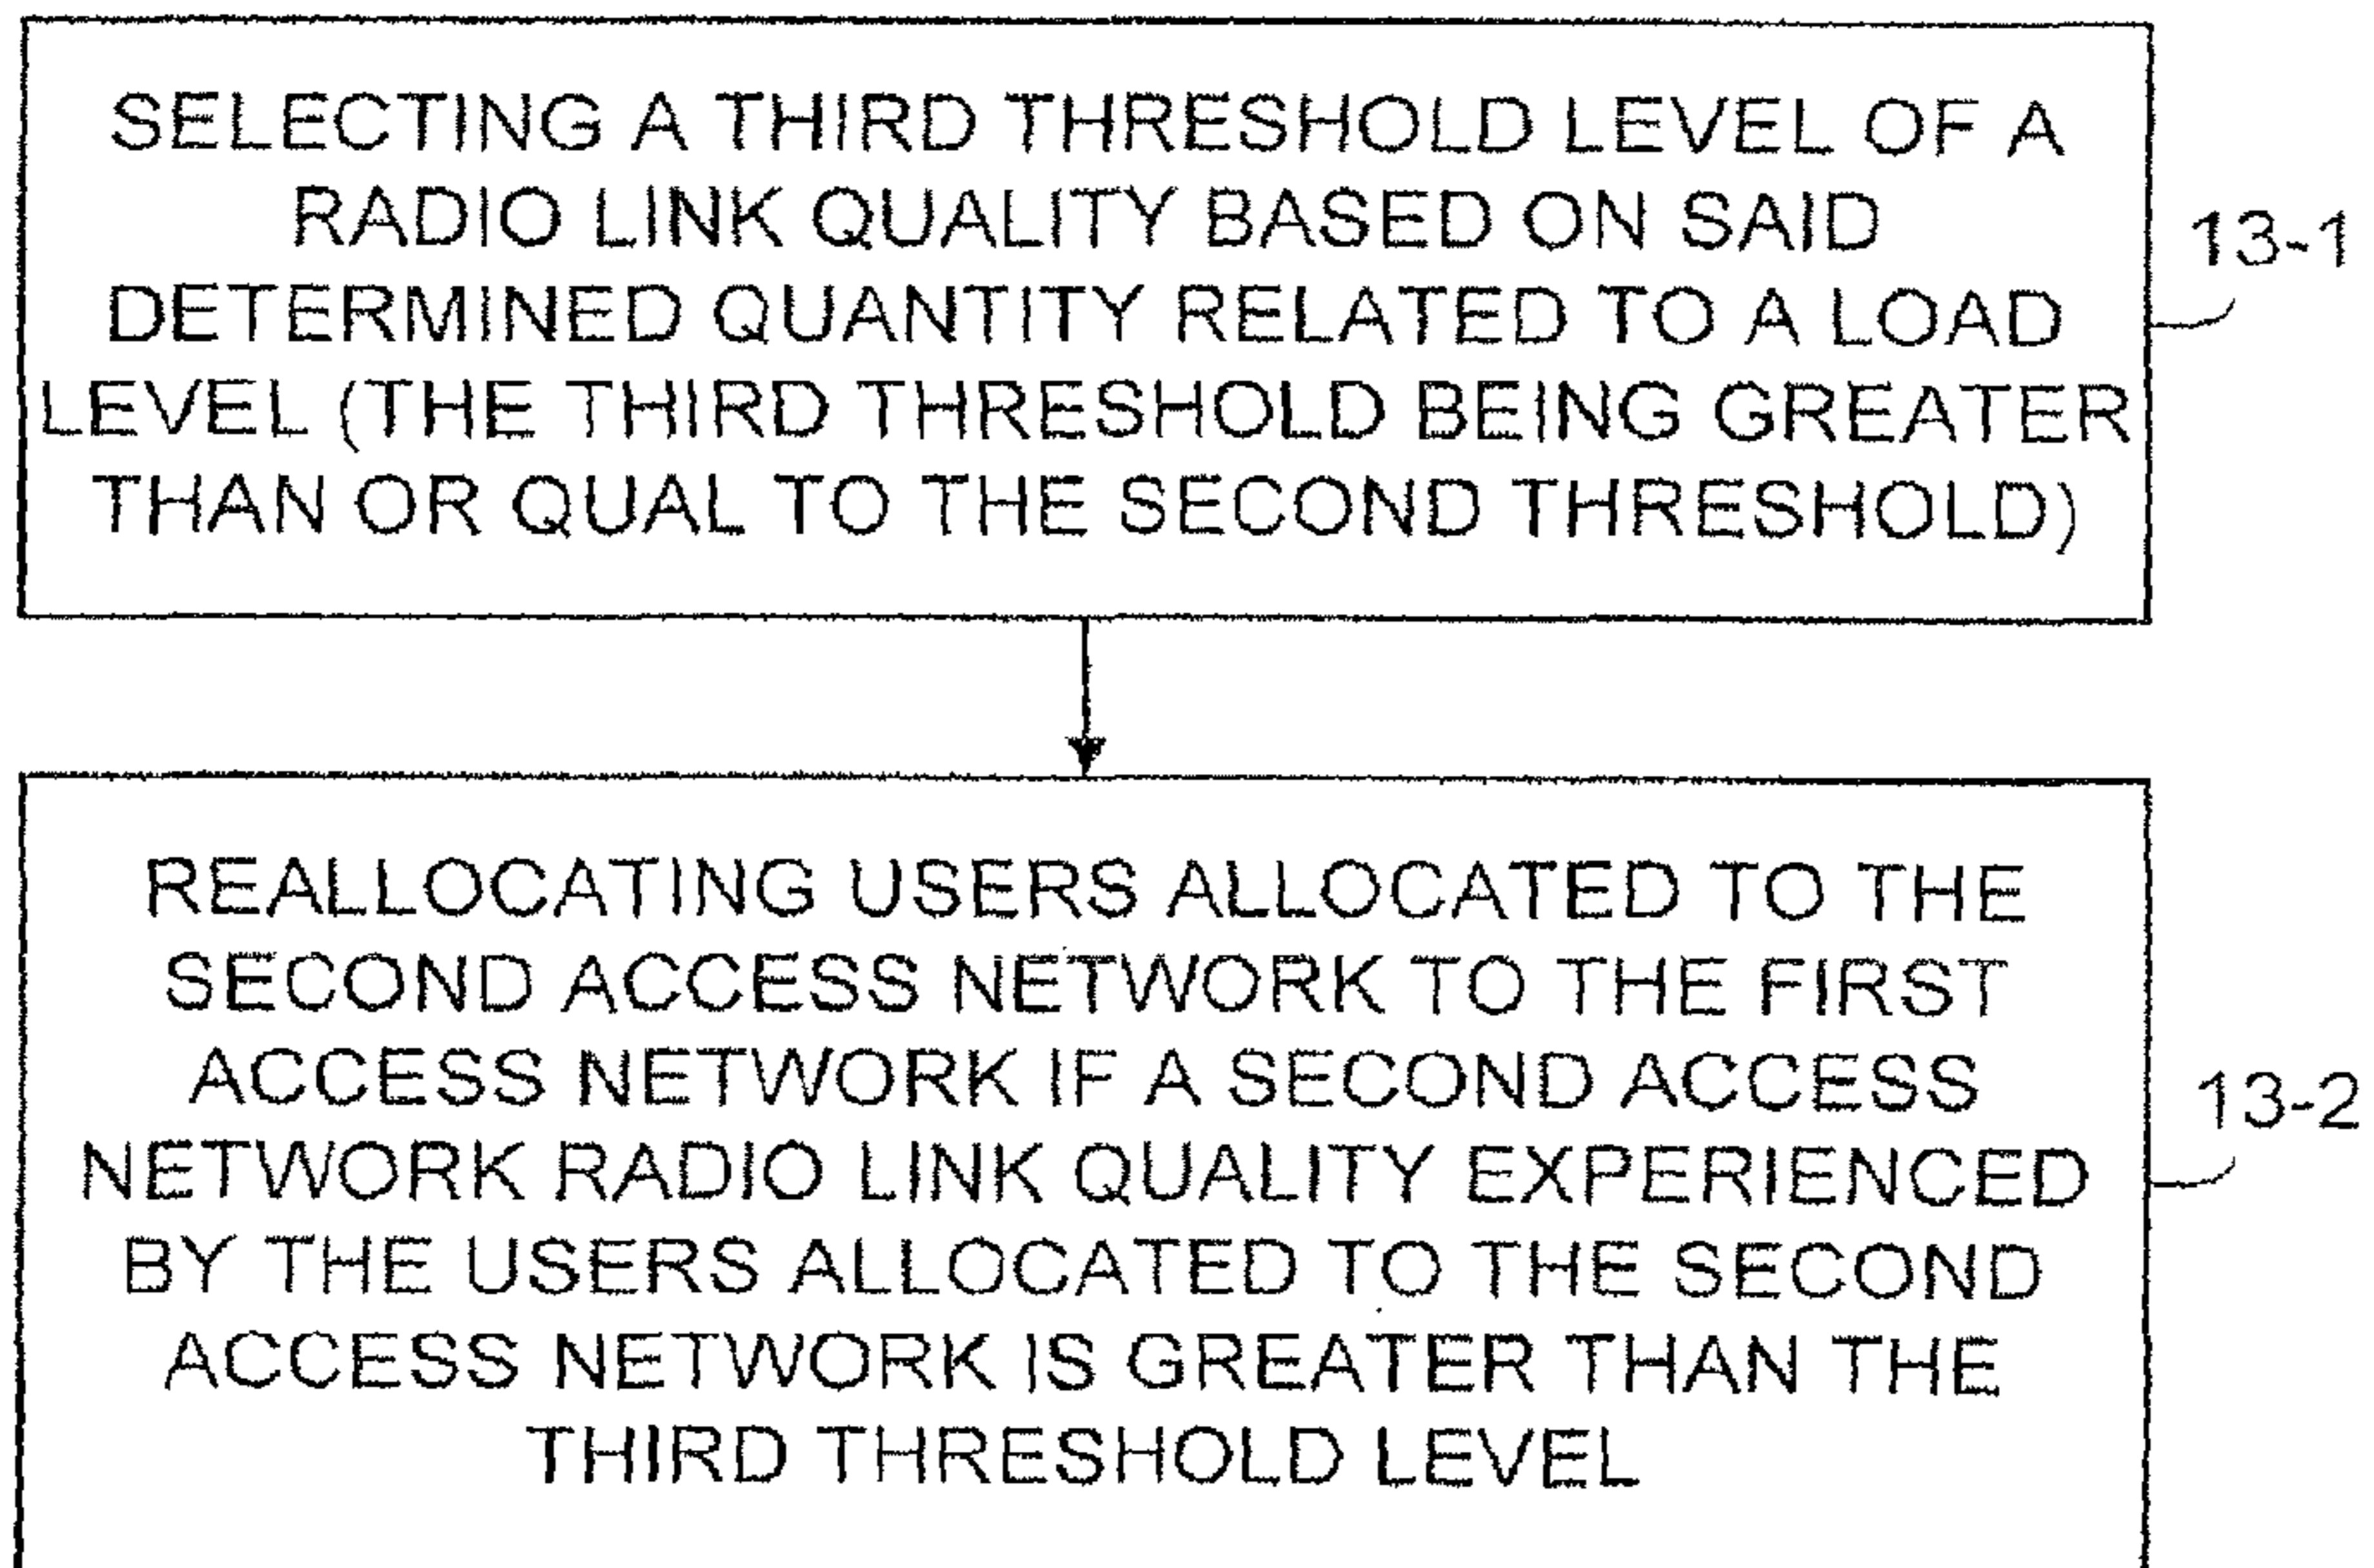 SELECTING A THIRD THRESHOLD LEVEL OF A
RADIO LINK QUALITY BASED ON SAID
DETERMINED QUANTITY RELATED TO A LOAD
LEVEL (THE THIRD THRESHOLD BEING GREATER
THAN OR QUAL TO THE SECOND THRESHOLD)
13-1
REALLOCATING USERS ALLOCATED TO THE
SECOND ACCESS NETWORK TO THE FIRST
ACCESS NETWORK IF A SECOND ACCESS
NETWORK RADIO LINK QUALITY EXPERIENCED
BY THE USERS ALLOCATED TO THE SECOND
ACCESS NETWORK IS GREATER THAN THE
THIRD THRESHOLD LEVEL
13-2